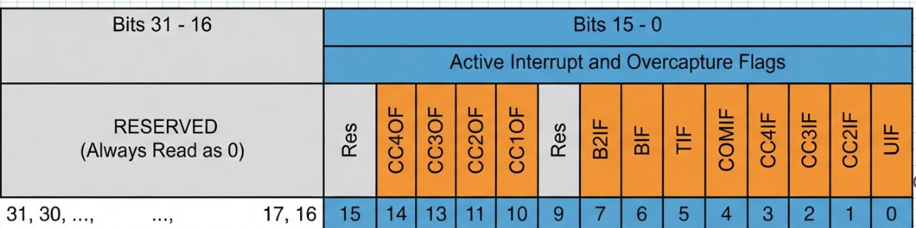 Bits 31 - 16
Bits 15 - 0
Active Interrupt and Overcapture Flags
RESERVED
(Always Read as 0)
Res
CC4OF
CC3OF
CC2OF
CC1OF
Res
B2IF
BIF
TIF
COMIF
CC4IF
CC3IF
CC2IF
UIF
31, 30, ..., ..., 17, 16 15 14 13 11 10 9 7 6 5 4 3 2 1 0